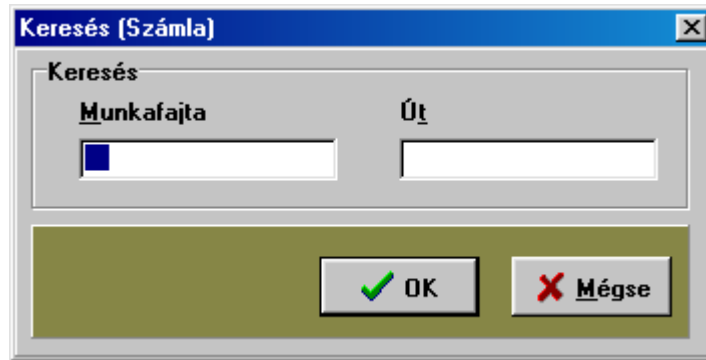 Keresés (Számla)
Keresés
Munkafajta
Út
OK
Mégse